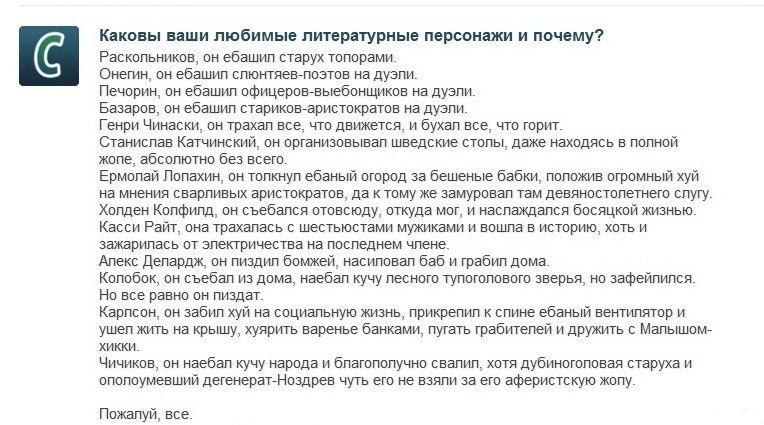 С
Каковы ваши любимые литературные персонажи и почему?
Раскольников, он ебашил старух топорами.
Онегин, он ебашил слюнтяев-поэтов на дуэли.
Печорин, он ебашил офицеров-выебонщиков на дуэли.
Базаров, он ебашил стариков-аристократов на дуэли.
Генри Чинаски, он трахал все, что движется, и бухал все, что горит.
Станислав Катчинский, он организовывал шведские столы, даже находясь в полной
жопе, абсолютно без всего.
Ермолай Лопахин, он толкнул ебаный огород за бешеные бабки, положив огромный хуй
на мнения сварливых аристократов, да к тому же замуровал там девяностолетнего слугу.
Холден Колфилд, он съебался отовсюду, откуда мог, и наслаждался босяцкой жизнью.
Касси Райт, она трахалась с шестьюстами мужиками и вошла в историю, хоть и
зажарилась от электричества на последнем члене.
Алекс Делардж, он пиздил бомжей, насиловал баб и грабил дома.
Колобок, он съебал из дома, наебал кучу лесного тупоголового зверья, но зафейлился.
Но все равно он пиздат.
Карлсон, он забил хуй на социальную жизнь, прикрепил к спине ебаный вентилятор и
ушел жить на крышу, хуярить варенье банками, пугать грабителей и дружить с Малышом-
хикки.
Чичиков, он наебал кучу народа и благополучно свалил, хотя дубиноголовая старуха и
ополоумевший дегенерат-Ноздрев чуть его не взяли за его аферистскую жопу.
Пожалуй, все.